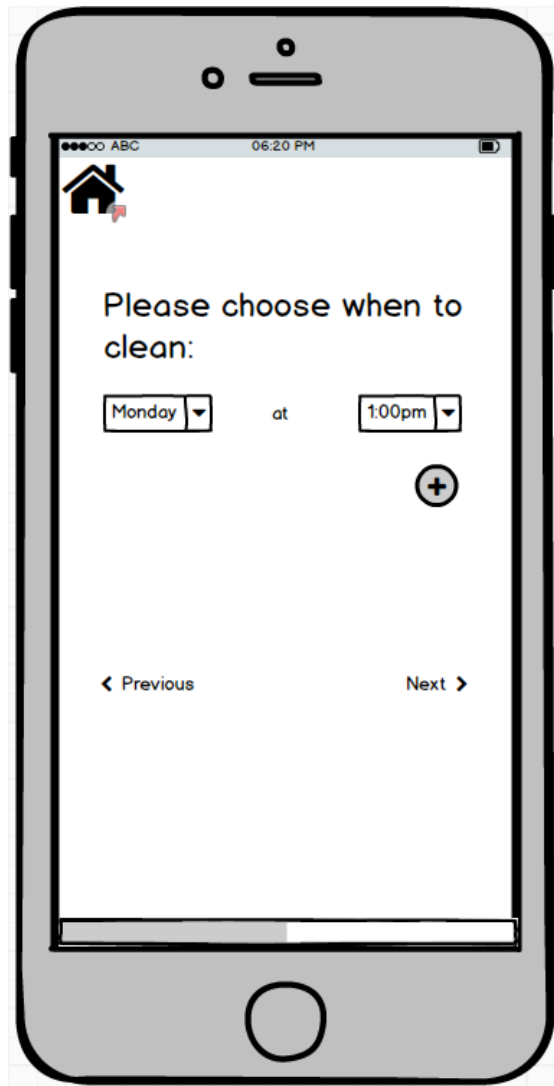 ABC 06:20 PM
Please choose when to
clean:
Monday at 1:00pm
+
Previous Next